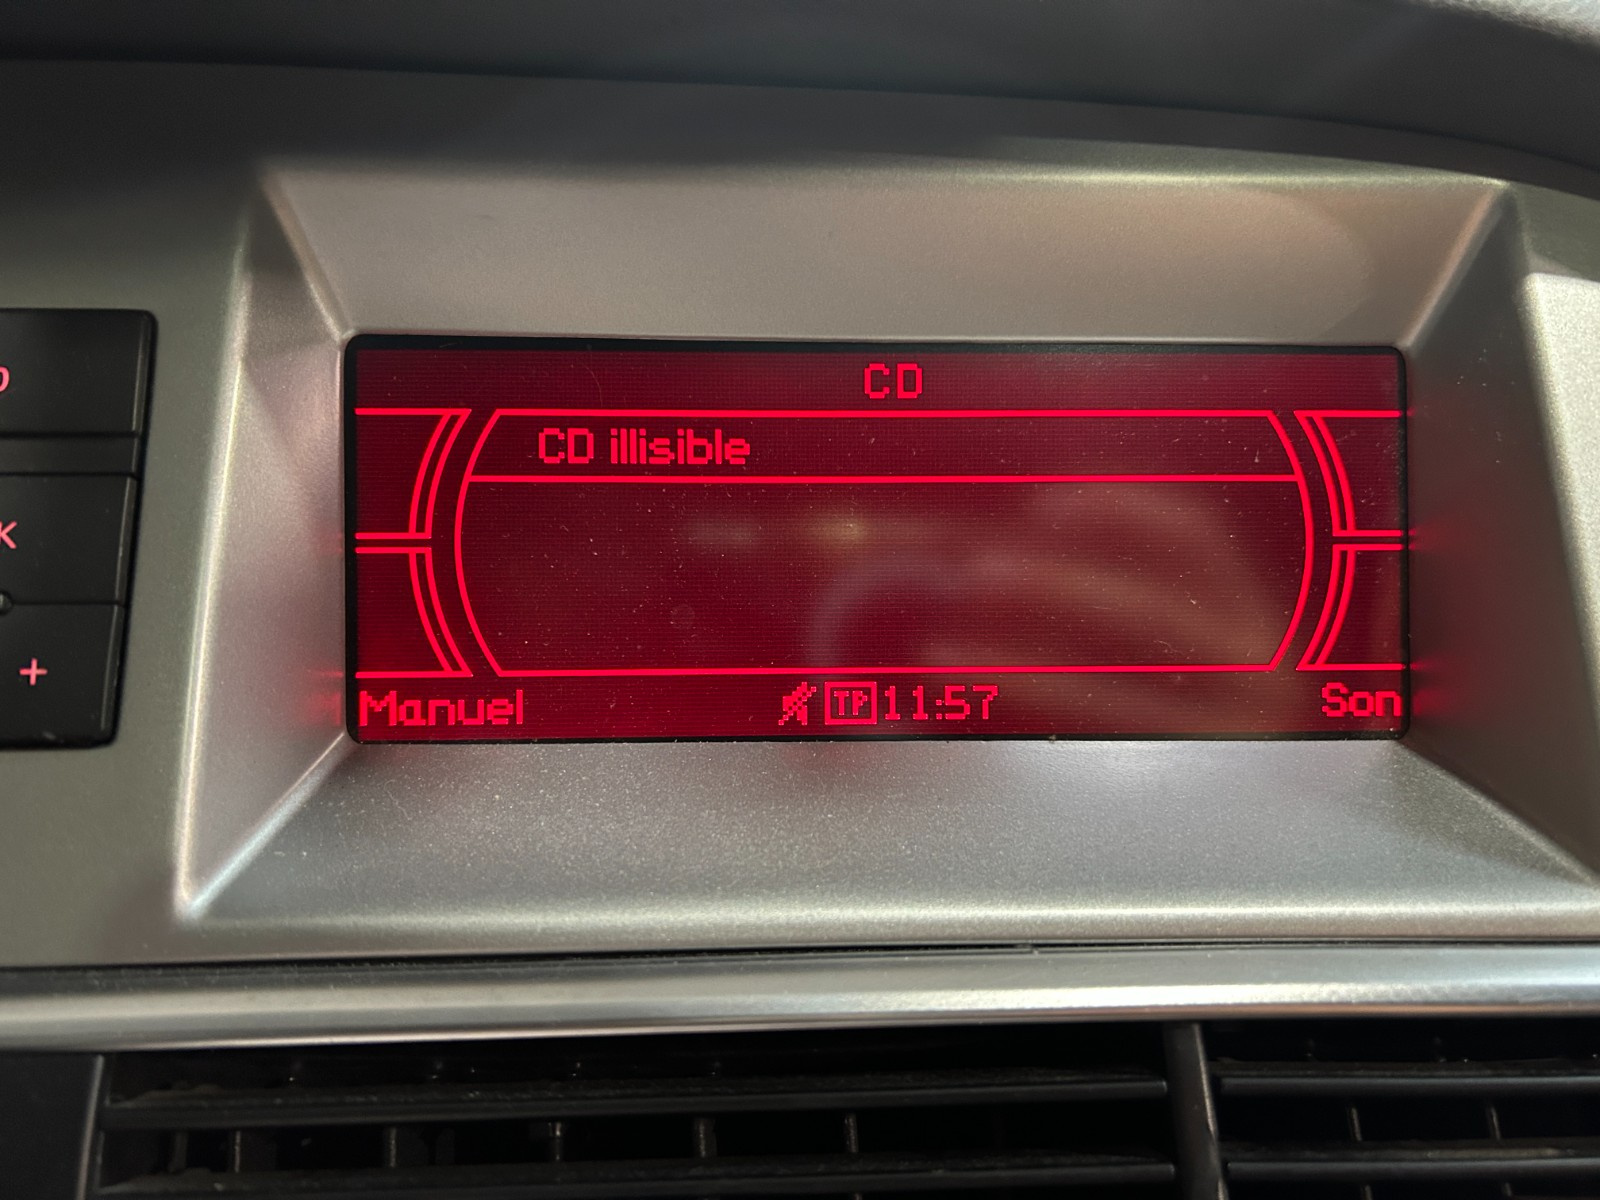 CD
CD illisible
K
+
Manuel
TP 11:57
Son